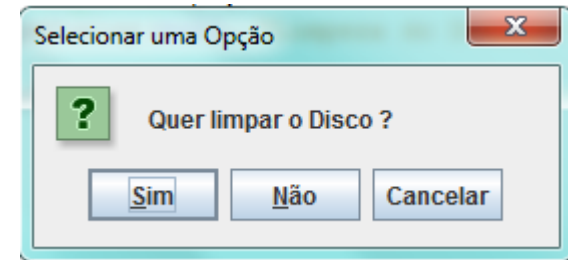 Selecionar uma Opção
Quer limpar o Disco ?
Sim Não Cancelar